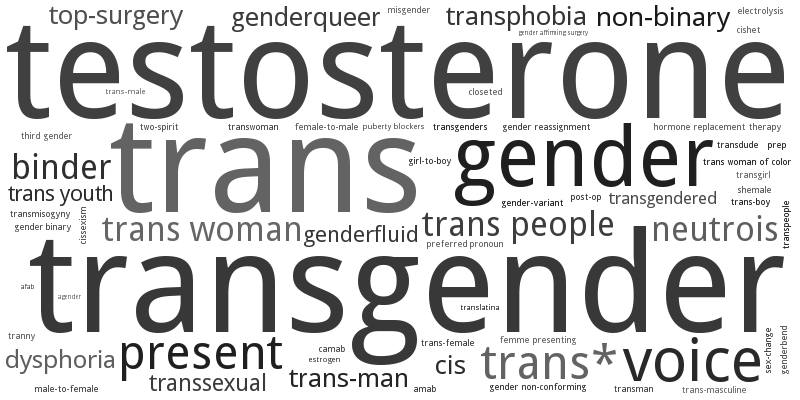 top-surgery
genderqueer
misgender
transphobia
non-binary
electrolysis
gender affirming surgery
cishet
testosterone
trans-male
closeted
third gender
two-spirit
transwoman
female-to-male
puberty blockers
transgenders
gender reassignment
hormone replacement therapy
trans
gender
transdude
prep
binder
girl-to-boy
trans woman of color
transgirl
trans youth
shemale
gender-variant
post-op
transgendered
trans-boy
transmisogyny
gender binary
cissexism
trans woman
genderfluid
trans people
neutrois
transpeople
preferred pronoun
transgender
afab
agender
translatina
tranny
dysphoria
present
camab
estrogen
trans-female
femme presenting
cis
trans*
voice
sex-change
genderbend
transsexual
trans-man
male-to-female
amab
gender non-conforming
transman
trans-masculine